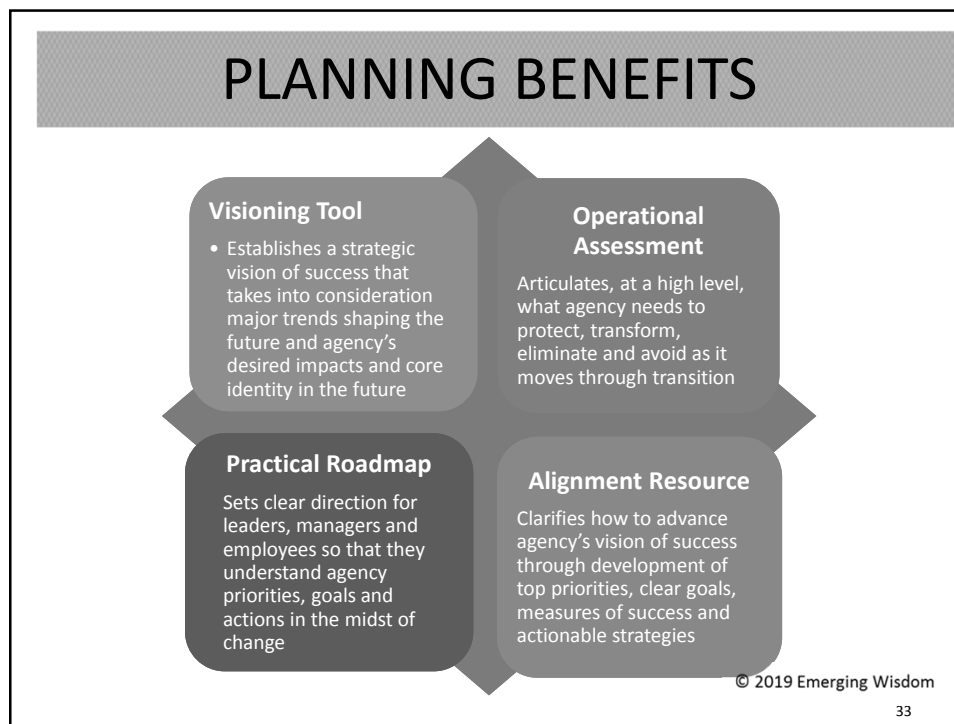 PLANNING BENEFITS
Visioning Tool
• Establishes a strategic
vision of success that
takes into consideration
major trends shaping the
future and agency’s
desired impacts and core
identity in the future
Operational
Assessment
Articulates, at a high level,
what agency needs to
protect, transform,
eliminate and avoid as it
moves through transition
Practical Roadmap
Sets clear direction for
leaders, managers and
employees so that they
understand agency
priorities, goals and
actions in the midst of
change
Alignment Resource
Clarifies how to advance
agency’s vision of success
through development of
top priorities, clear goals,
measures of success and
actionable strategies
© 2019 Emerging Wisdom
33